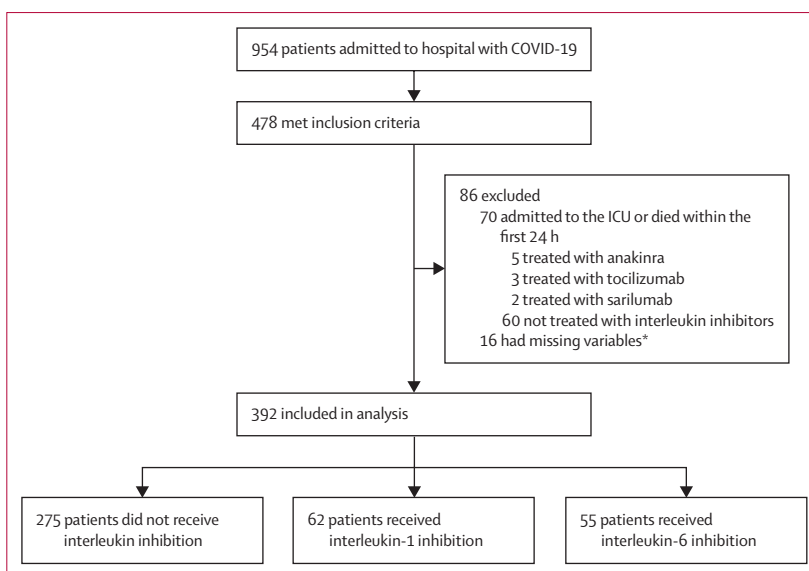 954 patients admitted to hospital with COVID-19
478 met inclusion criteria
86 excluded
70 admitted to the ICU or died within the
first 24 h
5 treated with anakinra
3 treated with tocilizumab
2 treated with sarilumab
60 not treated with interleukin inhibitors
16 had missing variables*
392 included in analysis
275 patients did not receive
interleukin inhibition
62 patients received
interleukin-1 inhibition
55 patients received
interleukin-6 inhibition